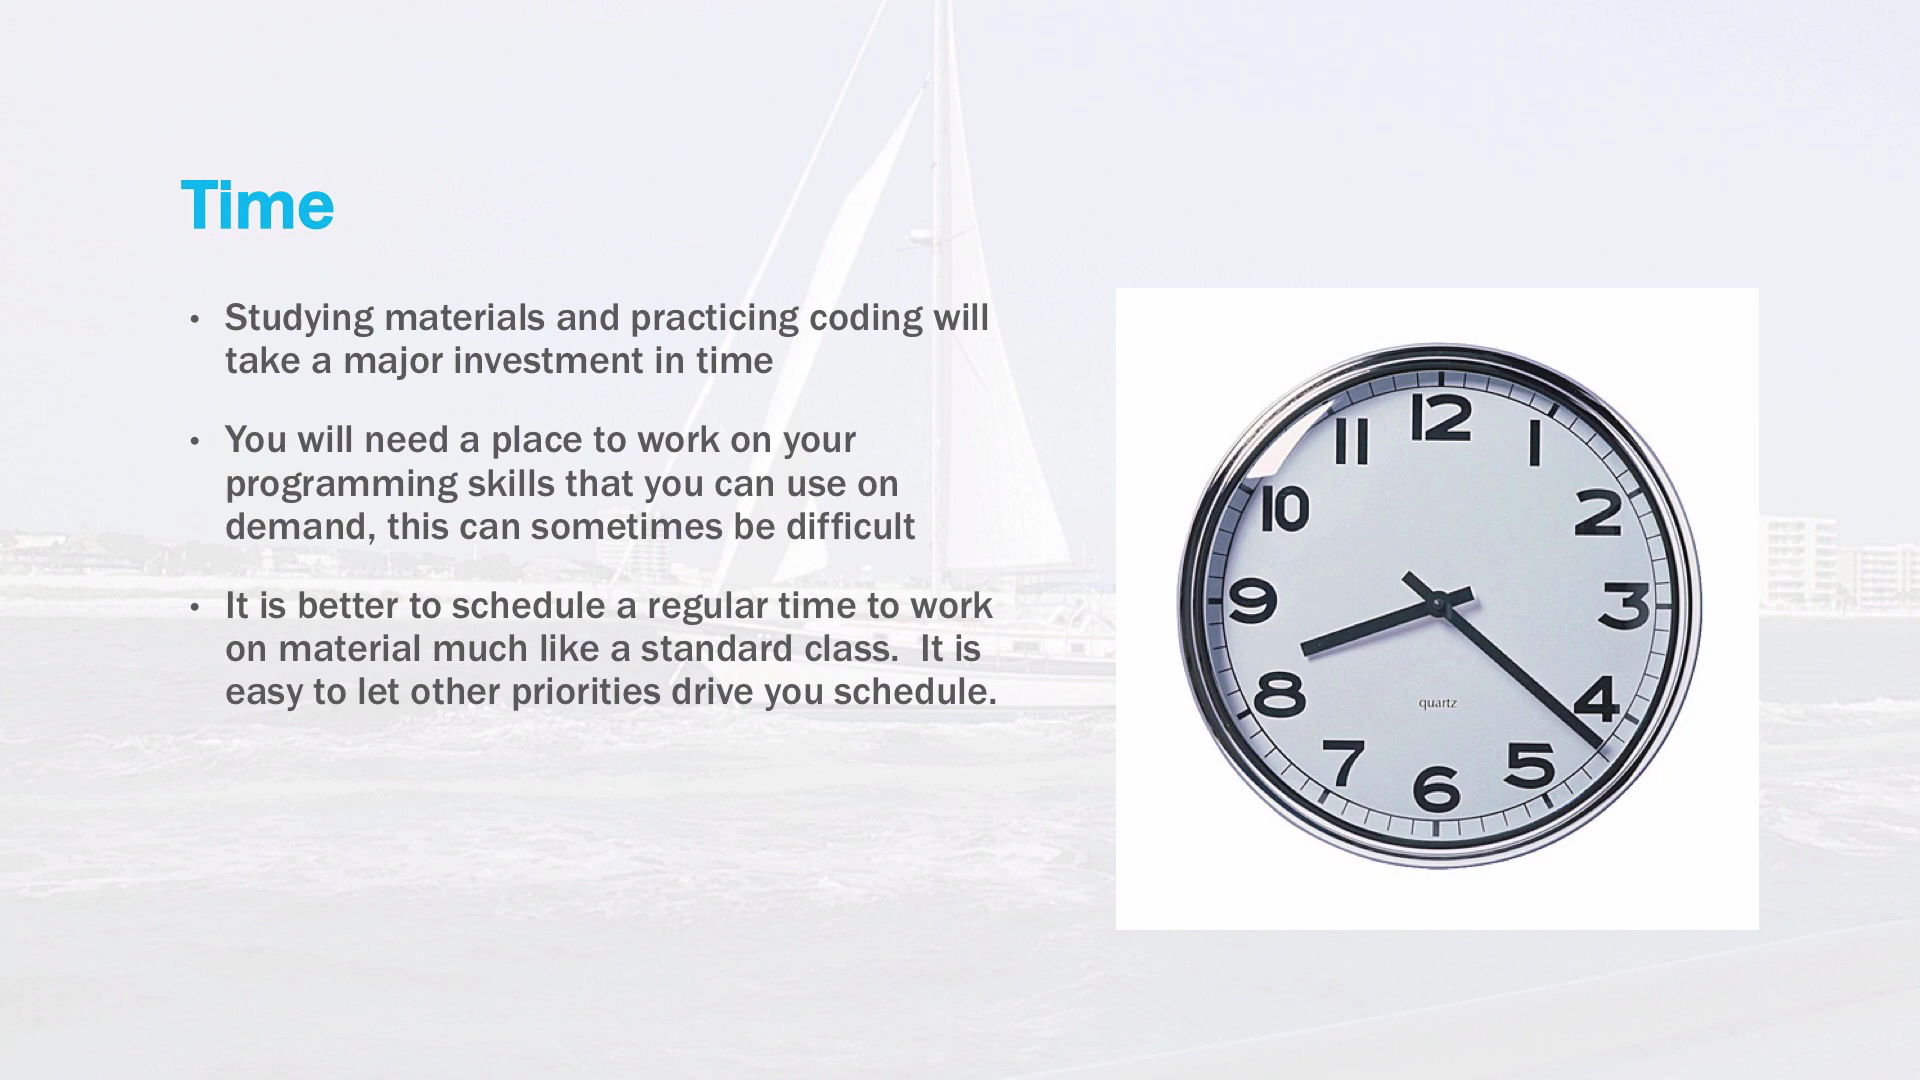 Time
• Studying materials and practicing coding will
take a major investment in time
• You will need a place to work on your
programming skills that you can use on
demand, this can sometimes be difficult
• It is better to schedule a regular time to work
on material much like a standard class.  It is
easy to let other priorities drive you schedule.
12
1
2
3
4
5
6
7
8
9
10
11
quartz